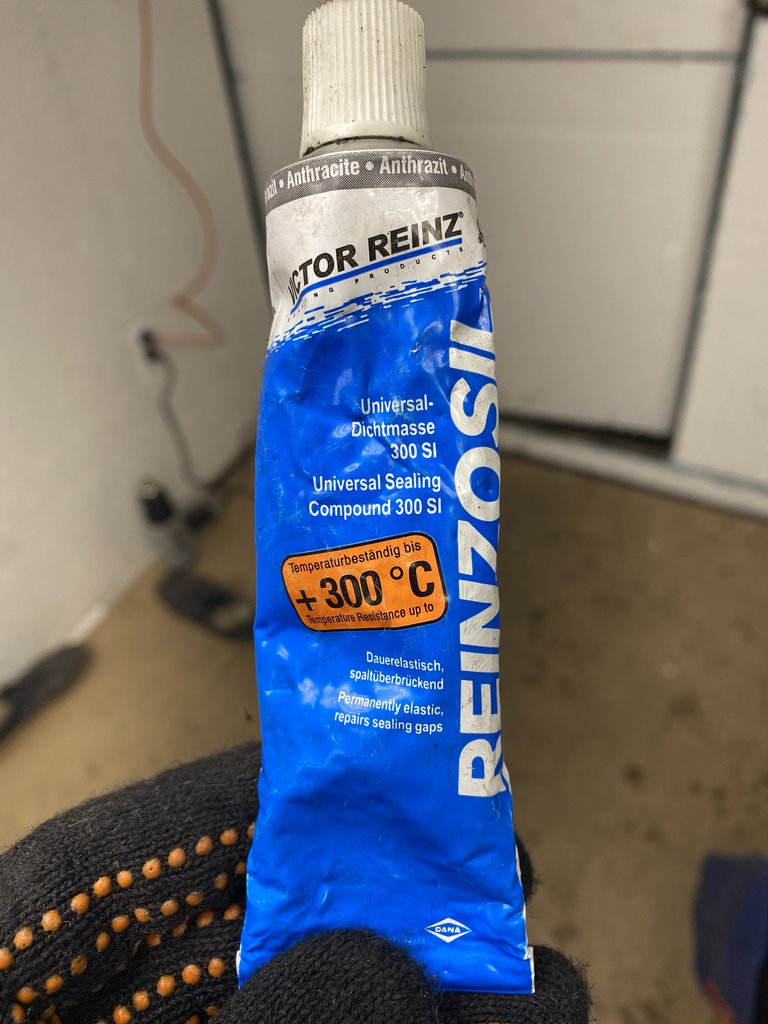 • Anthracite • Anthrazit •
VICTOR REINZ®
PRODUCTS
REINZOSIL
Universal-
Dichtmasse
300 SI
Universal Sealing
Compound 300 SI
Temperaturbeständig bis
+300 °C
Temperature Resistance up to
Dauerelastisch,
spaltüberbrückend
Permanently elastic,
repairs sealing gaps
DANA